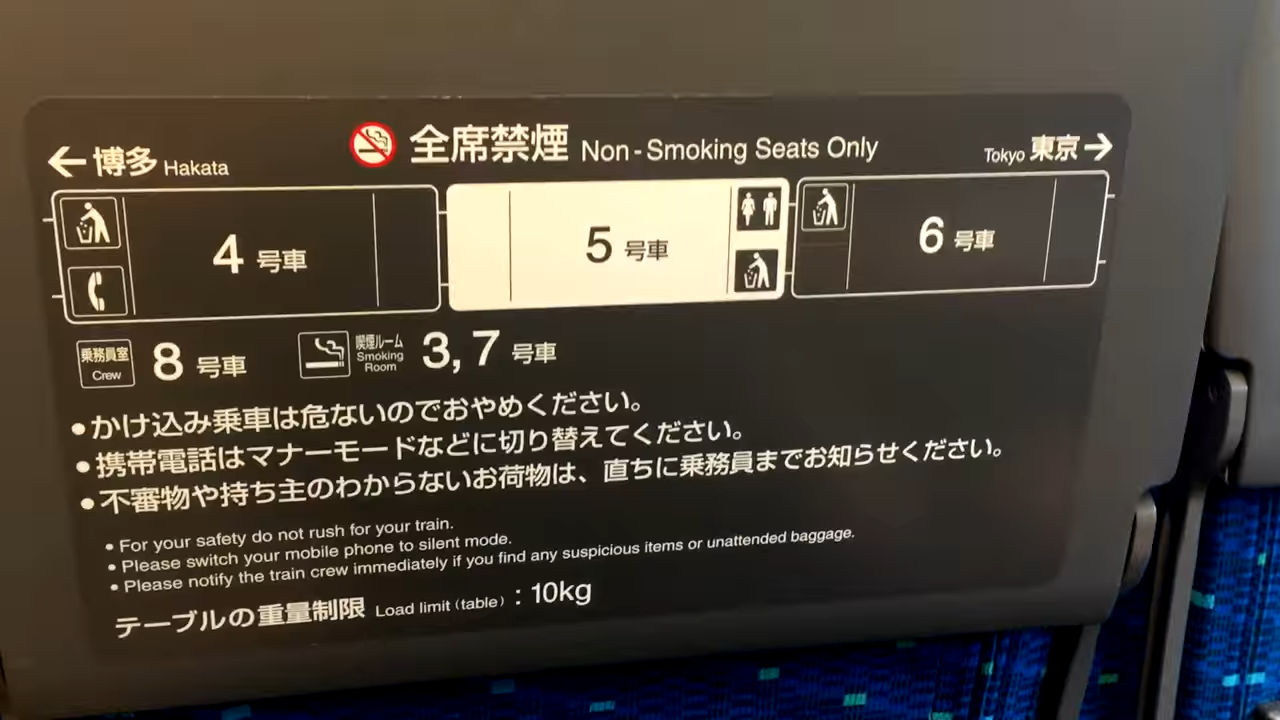 ← 博多 Hakata 全席禁煙 Non-Smoking Seats Only Tokyo 東京 →
4 号車 5 号車 6 号車
乗務員室 Crew 8 号車 喫煙ルーム Smoking Room 3,7 号車
•かけ込み乗車は危ないのでおやめください。
•携帯電話はマナーモードなどに切り替えてください。
•不審物や持ち主のわからないお荷物は、直ちに乗務員までお知らせください。
• For your safety do not rush for your train.
• Please switch your mobile phone to silent mode.
• Please notify the train crew immediately if you find any suspicious items or unattended baggage.
テーブルの重量制限 Load limit (table) : 10kg